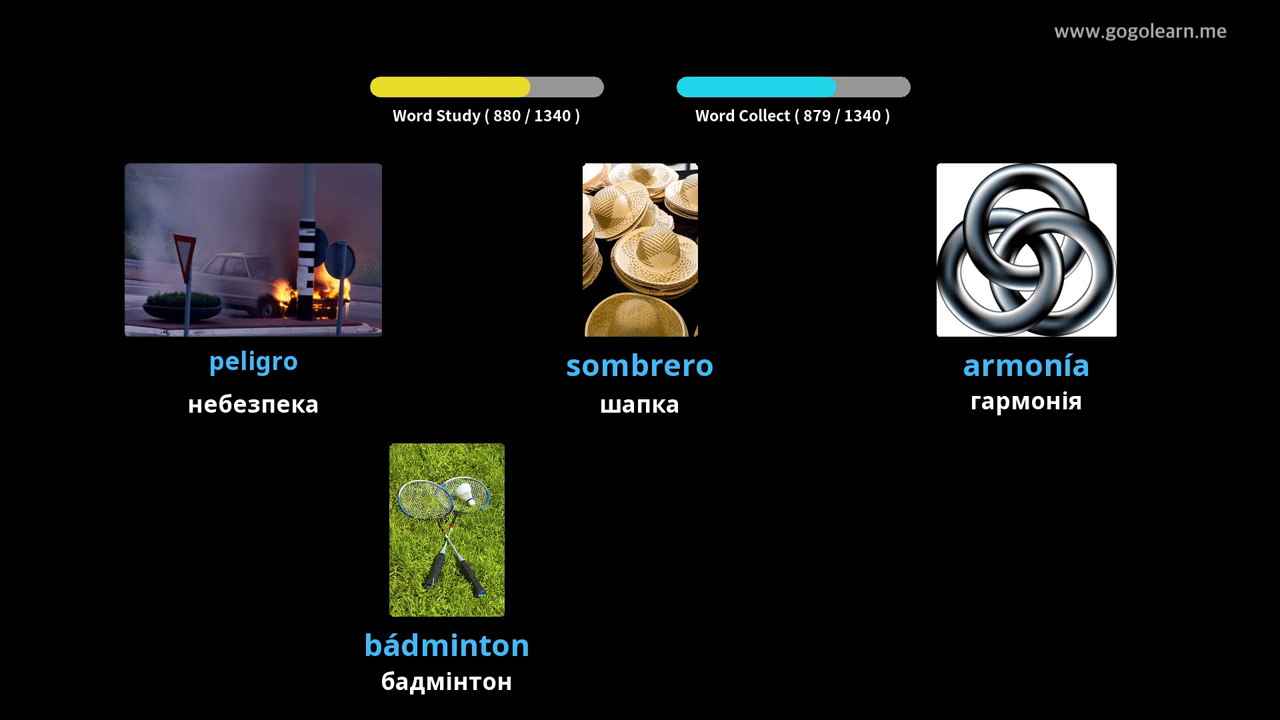 www.gogolearn.me
Word Study ( 880 / 1340 )
Word Collect ( 879 / 1340 )
peligro
небезпека
sombrero
шапка
armonía
гармонія
bádminton
бадмінтон